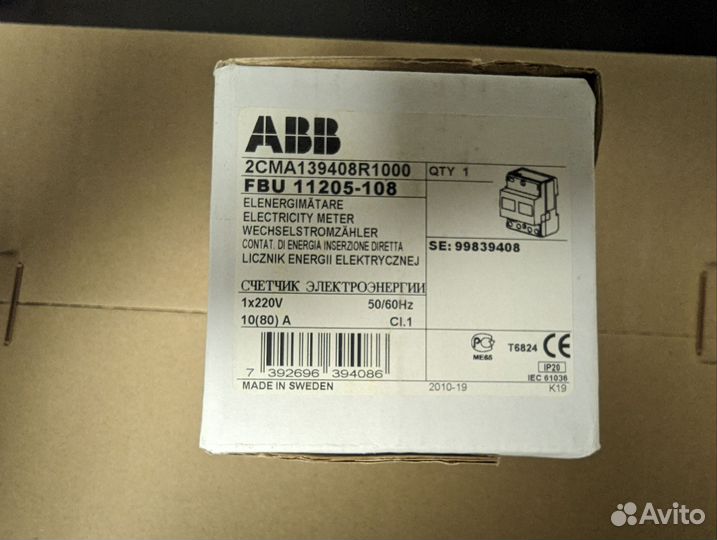 ABB
2CMA139408R1000
FBU 11205-108
QTY 1
ELENERGIMÄTARE
ELECTRICITY METER
WECHSELSTROMZÄHLER
CONTAT. DI ENERGIA INSERZIONE DIRETTA
LICZNIK ENERGII ELEKTRYCZNEJ
SE: 99839408
СЧЕТЧИК ЭЛЕКТРОЭНЕРГИИ
1x220V 50/60Hz
10(80) A Cl.1
PC
ME65
T6824 CE
IP20
IEC 61036
7 392696 394086
MADE IN SWEDEN
2010-19 K19
Avito